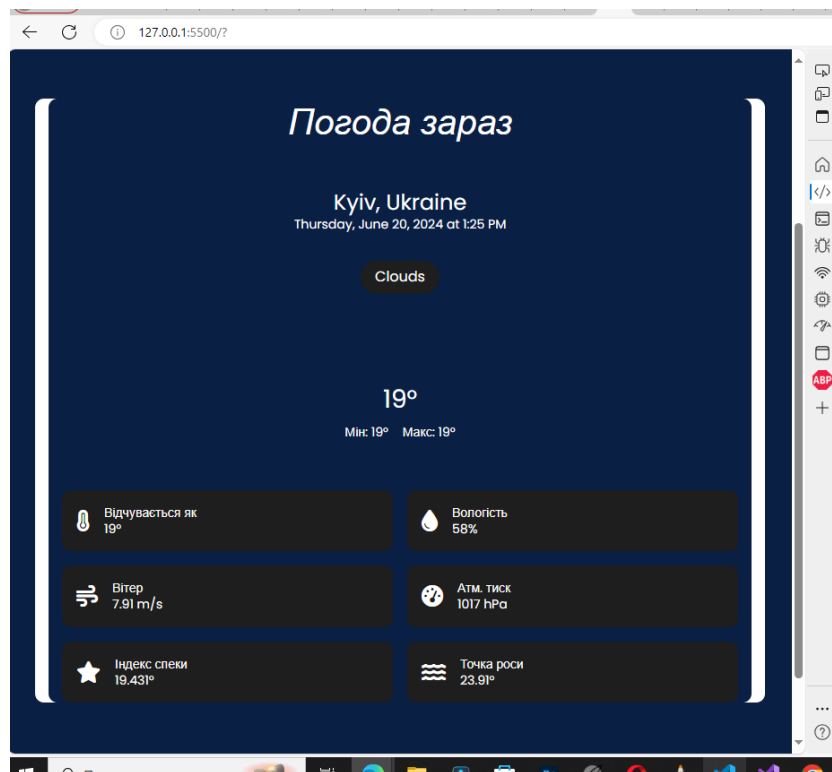 127.0.0.1:5500/?
Погода зараз
Kyiv, Ukraine
Thursday, June 20, 2024 at 1:25 PM
Clouds
19°
Мін: 19° Макс: 19°
Відчувається як
19°
Вологість
58%
Вітер
7.91 m/s
Атм. тиск
1017 hPa
Індекс спеки
19.431°
Точка роси
23.91°
ABP